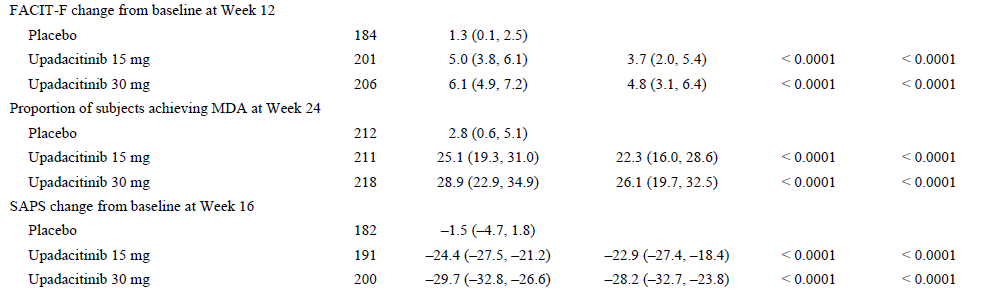 FACIT-F change from baseline at Week 12
Placebo 184 1.3 (0.1, 2.5)
Upadacitinib 15 mg 201 5.0 (3.8, 6.1) 3.7 (2.0, 5.4) < 0.0001 < 0.0001
Upadacitinib 30 mg 206 6.1 (4.9, 7.2) 4.8 (3.1, 6.4) < 0.0001 < 0.0001
Proportion of subjects achieving MDA at Week 24
Placebo 212 2.8 (0.6, 5.1)
Upadacitinib 15 mg 211 25.1 (19.3, 31.0) 22.3 (16.0, 28.6) < 0.0001 < 0.0001
Upadacitinib 30 mg 218 28.9 (22.9, 34.9) 26.1 (19.7, 32.5) < 0.0001 < 0.0001
SAPS change from baseline at Week 16
Placebo 182 –1.5 (–4.7, 1.8)
Upadacitinib 15 mg 191 –24.4 (–27.5, –21.2) –22.9 (–27.4, –18.4) < 0.0001 < 0.0001
Upadacitinib 30 mg 200 –29.7 (–32.8, –26.6) –28.2 (–32.7, –23.8) < 0.0001 < 0.0001